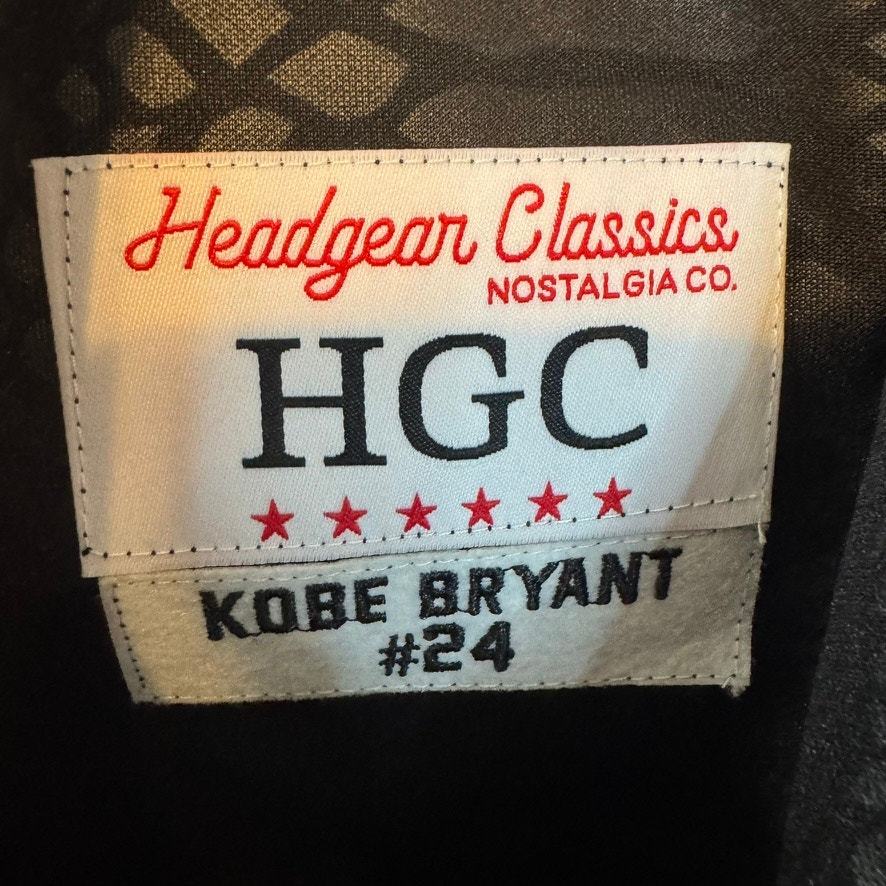 Headgear Classics
NOSTALGIA CO.
HGC
KOBE BRYANT
#24